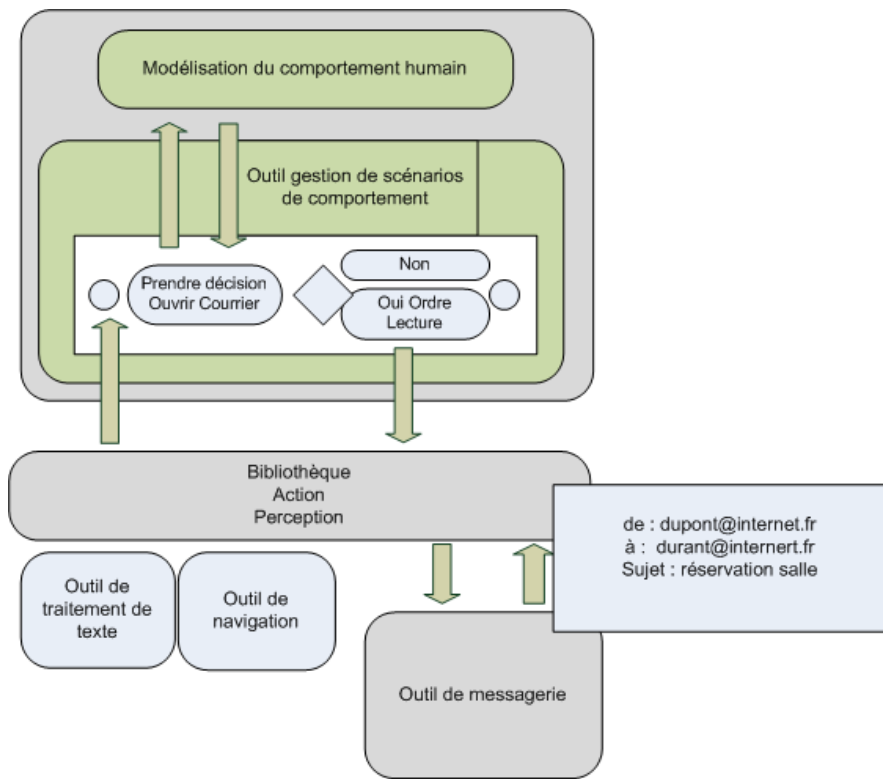 Modélisation du comportement humain
Outil gestion de scénarios
de comportement
Prendre décision
Ouvrir Courrier
Non
Oui Ordre
Lecture
Bibliothèque
Action
Perception
de : dupont@internet.fr
à : durant@internert.fr
Sujet : réservation salle
Outil de
traitement de
texte
Outil de
navigation
Outil de messagerie